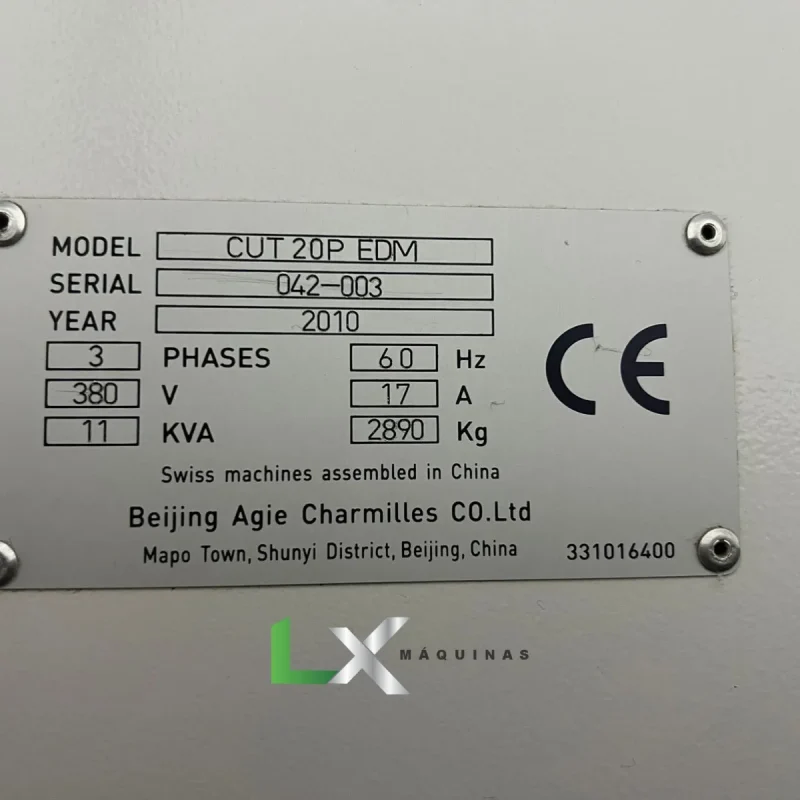 MODEL CUT 20P EDM
SERIAL 042-003
YEAR 2010
3 PHASES 60 Hz
380 V 17 A
11 KVA 2890 Kg
CE
Swiss machines assembled in China
Beijing Agie Charmilles CO.Ltd
Mapo Town, Shunyi District, Beijing, China 331016400
LX MÁQUINAS